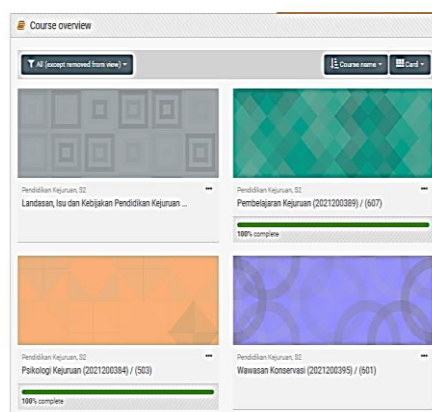 Course overview
All (except removed from view)
Course name
Card
Pendidikan Kejuruan, S2
Landasan, Isu dan Kebijakan Pendidikan Kejuruan ...
Pendidikan Kejuruan, S2
Pembelajaran Kejuruan (2021200389) / (607)
100% complete
Pendidikan Kejuruan, S2
Psikologi Kejuruan (2021200384) / (503)
100% complete
Pendidikan Kejuruan, S2
Wawasan Konservasi (2021200395) / (601)